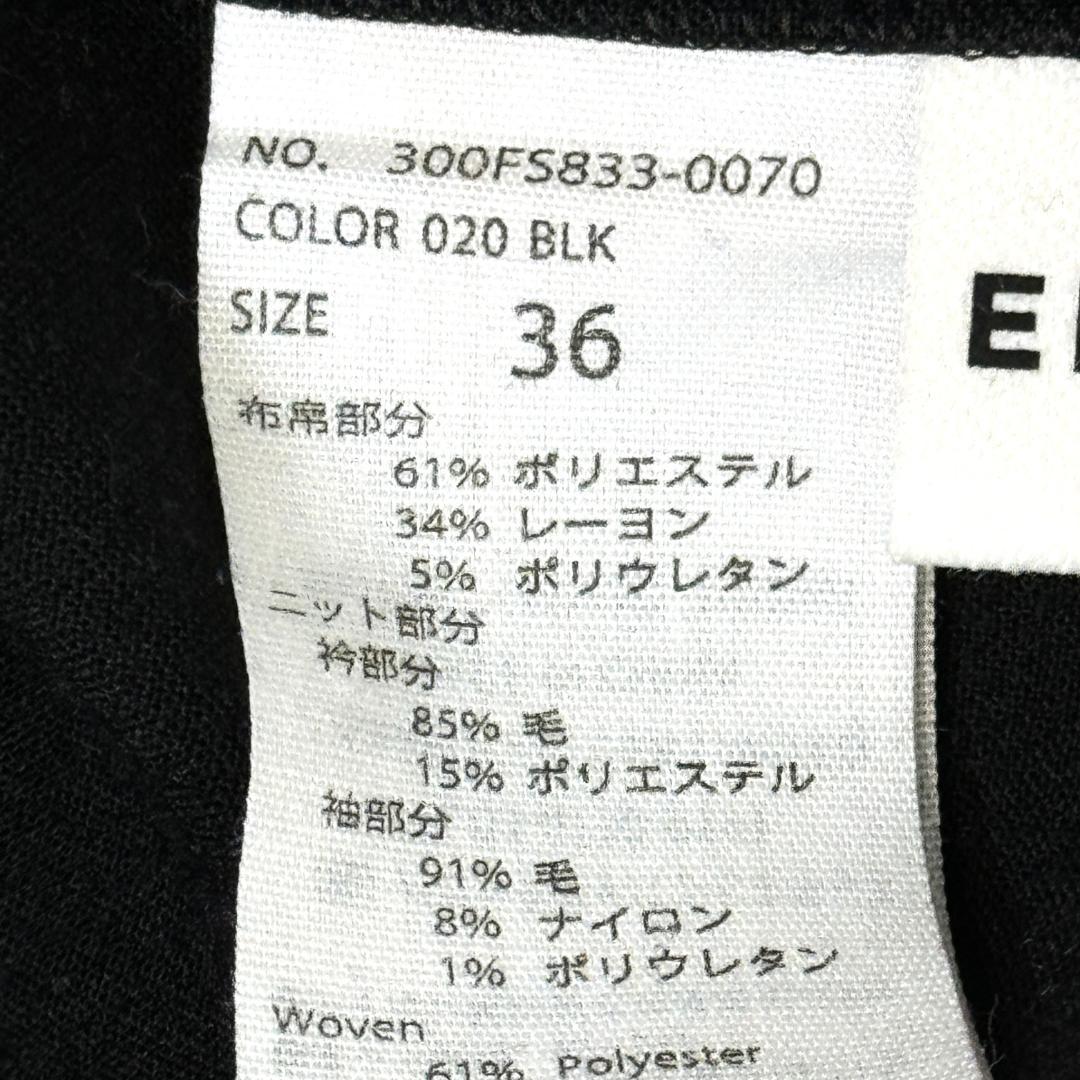 NO. 300FS833-0070
COLOR 020 BLK
SIZE 36
布帛部分
61% ポリエステル
34% レーヨン
5% ポリウレタン
ニット部分
衿部分
85% 毛
15% ポリエステル
袖部分
91% 毛
8% ナイロン
1% ポリウレタン
Woven
61% Polyester
E